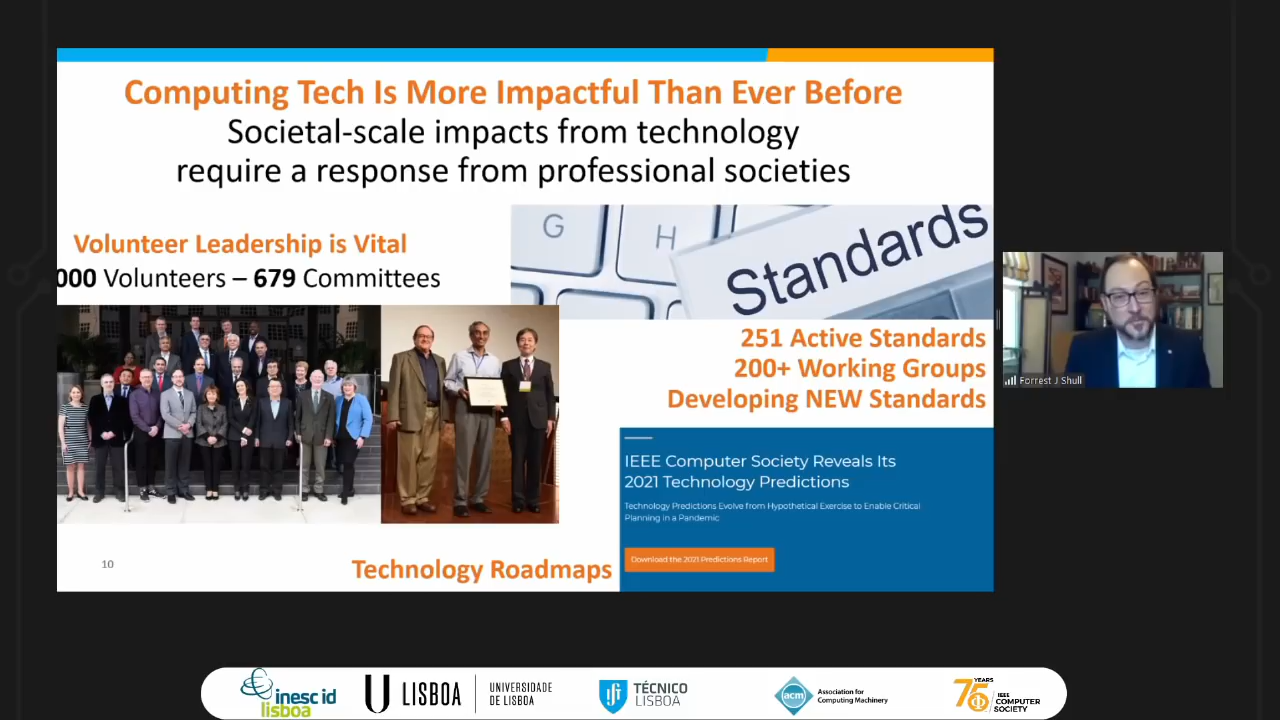 Computing Tech Is More Impactful Than Ever Before
Societal-scale impacts from technology
require a response from professional societies
Volunteer Leadership is Vital
000 Volunteers – 679 Committees
G
H
Standards
251 Active Standards
200+ Working Groups
Developing NEW Standards
IEEE Computer Society Reveals Its
2021 Technology Predictions
Technology Predictions Evolve from Hypothetical Exercise to Enable Critical
Planning in a Pandemic
Download the 2021 Predictions Report
10
Technology Roadmaps
Forrest J Shull
inesc id
lisboa
U LISBOA
UNIVERSIDADE
DE LISBOA
TÉCNICO
LISBOA
acm
Association for
Computing Machinery
75 YEARS
IEEE
COMPUTER
SOCIETY